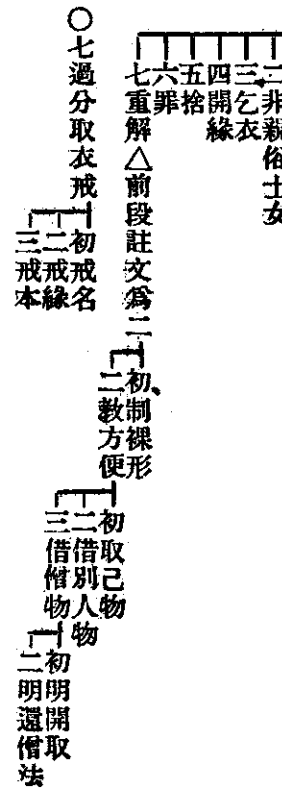 二非親俗士女
三乞衣
四開緣
五捨
六罪
七重解△前段註文爲二
初制裸形
二敎方便
初取己物
二借別人物
三借僧物
初明開取
二明還僧法
○七過分取衣戒
初戒名
二戒緣
三戒本